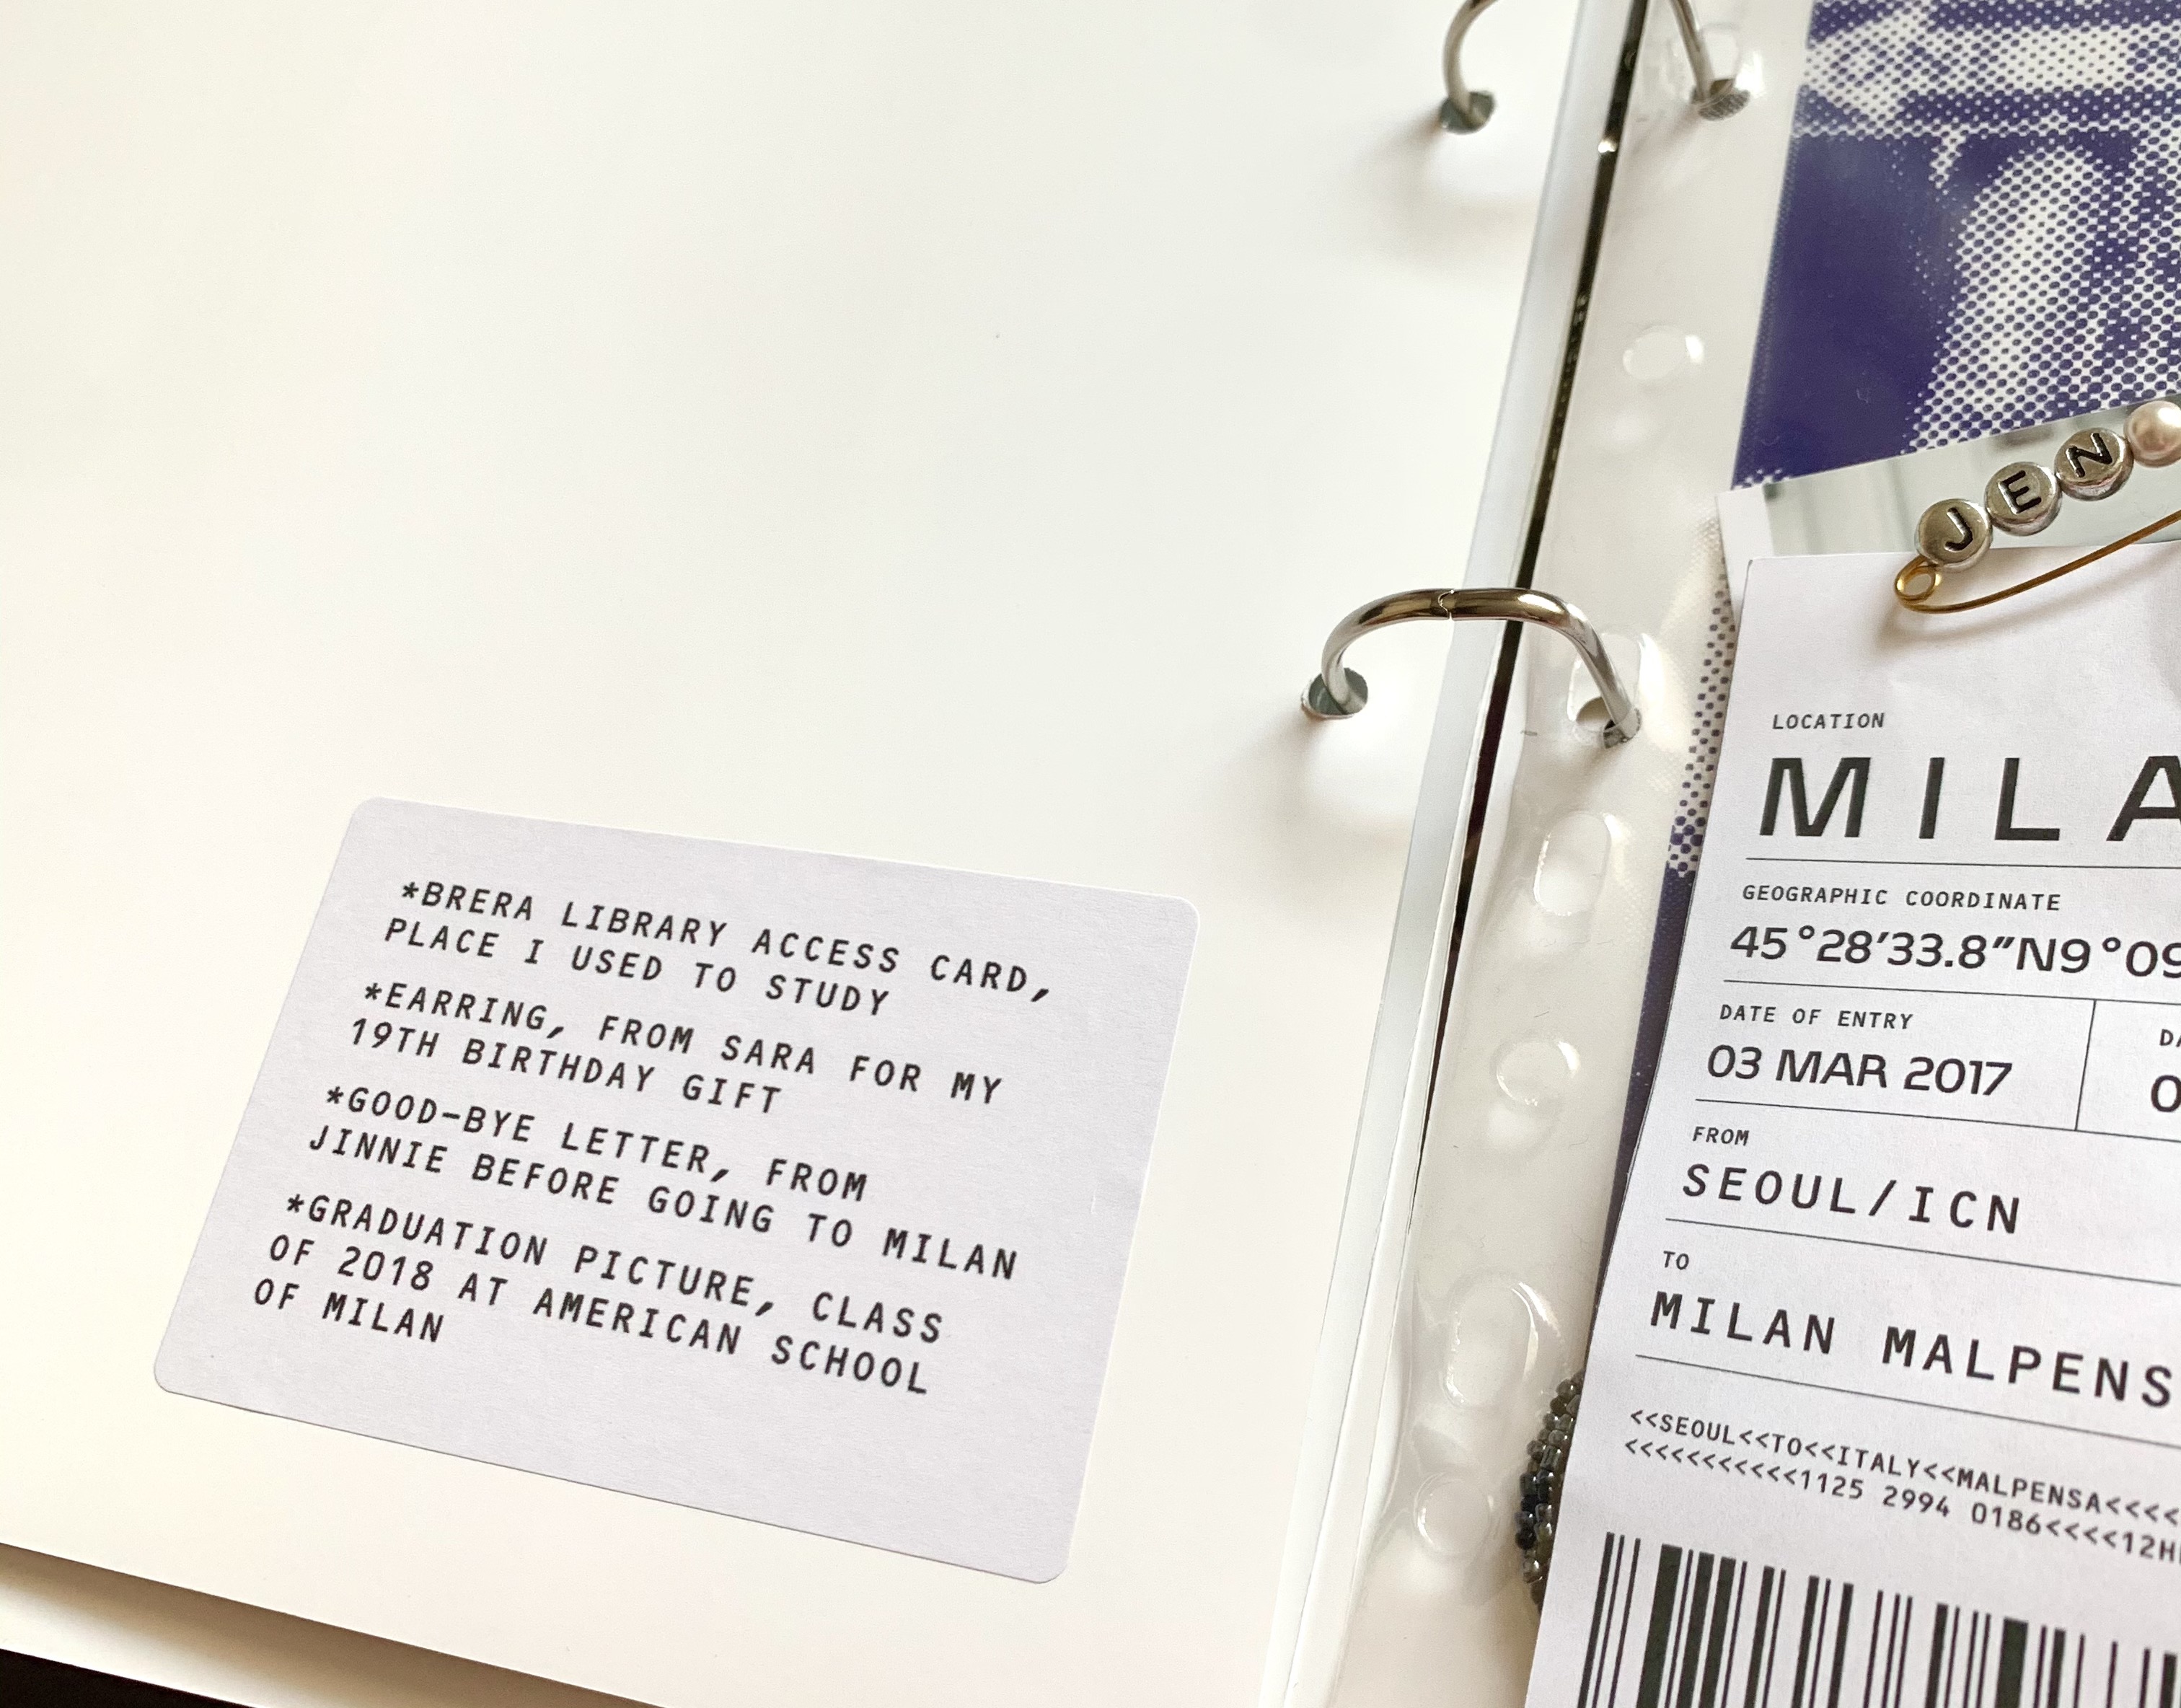 *BRERA LIBRARY ACCESS CARD,
PLACE I USED TO STUDY
*EARRING, FROM SARA FOR MY
19TH BIRTHDAY GIFT
*GOOD-BYE LETTER, FROM
JINNIE BEFORE GOING TO MILAN
*GRADUATION PICTURE, CLASS
OF 2018 AT AMERICAN SCHOOL
OF MILAN
JEN
LOCATION
MILA
GEOGRAPHIC COORDINATE
45°28′33.8″N9°09
DATE OF ENTRY
03 MAR 2017
FROM
SEOUL/ICN
TO
MILAN MALPENS
<<SEOUL<<TO<<ITALY<<MALPENSA<<<<
<<<<<<<<<<<<1125 2994 0186<<<<12H